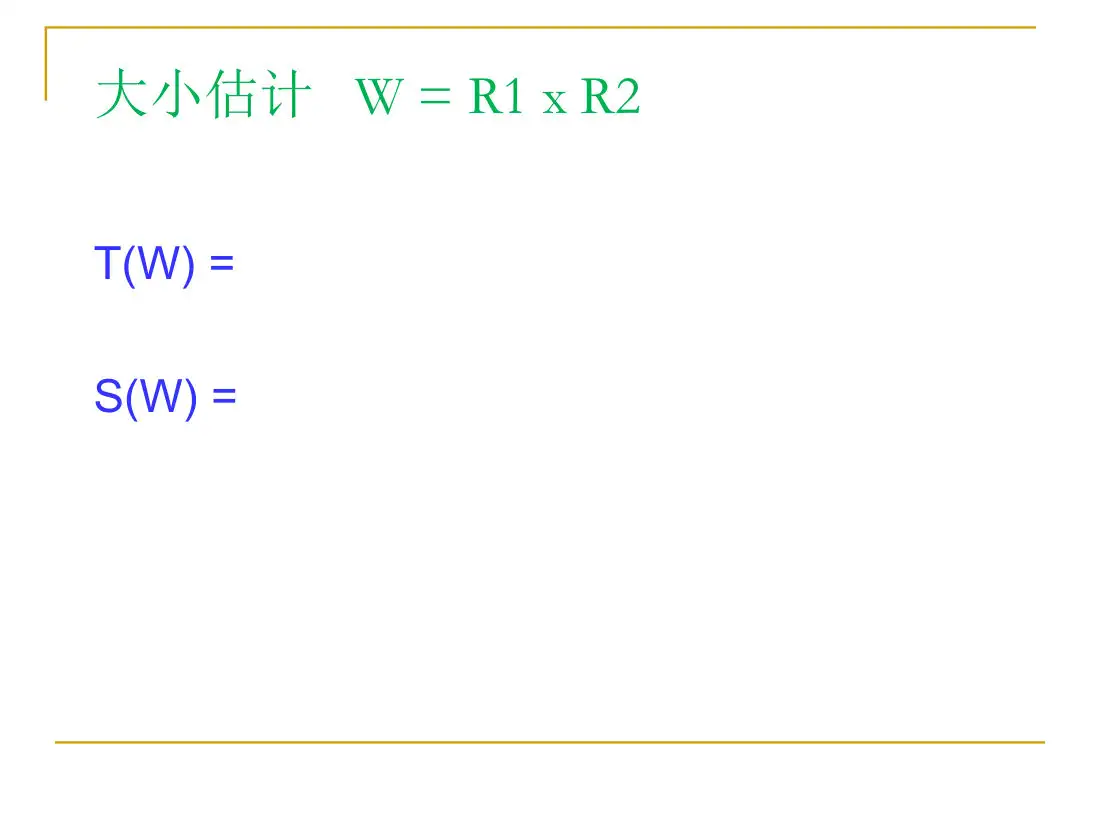 大小估计 W = R1 x R2
T(W) =
S(W) =